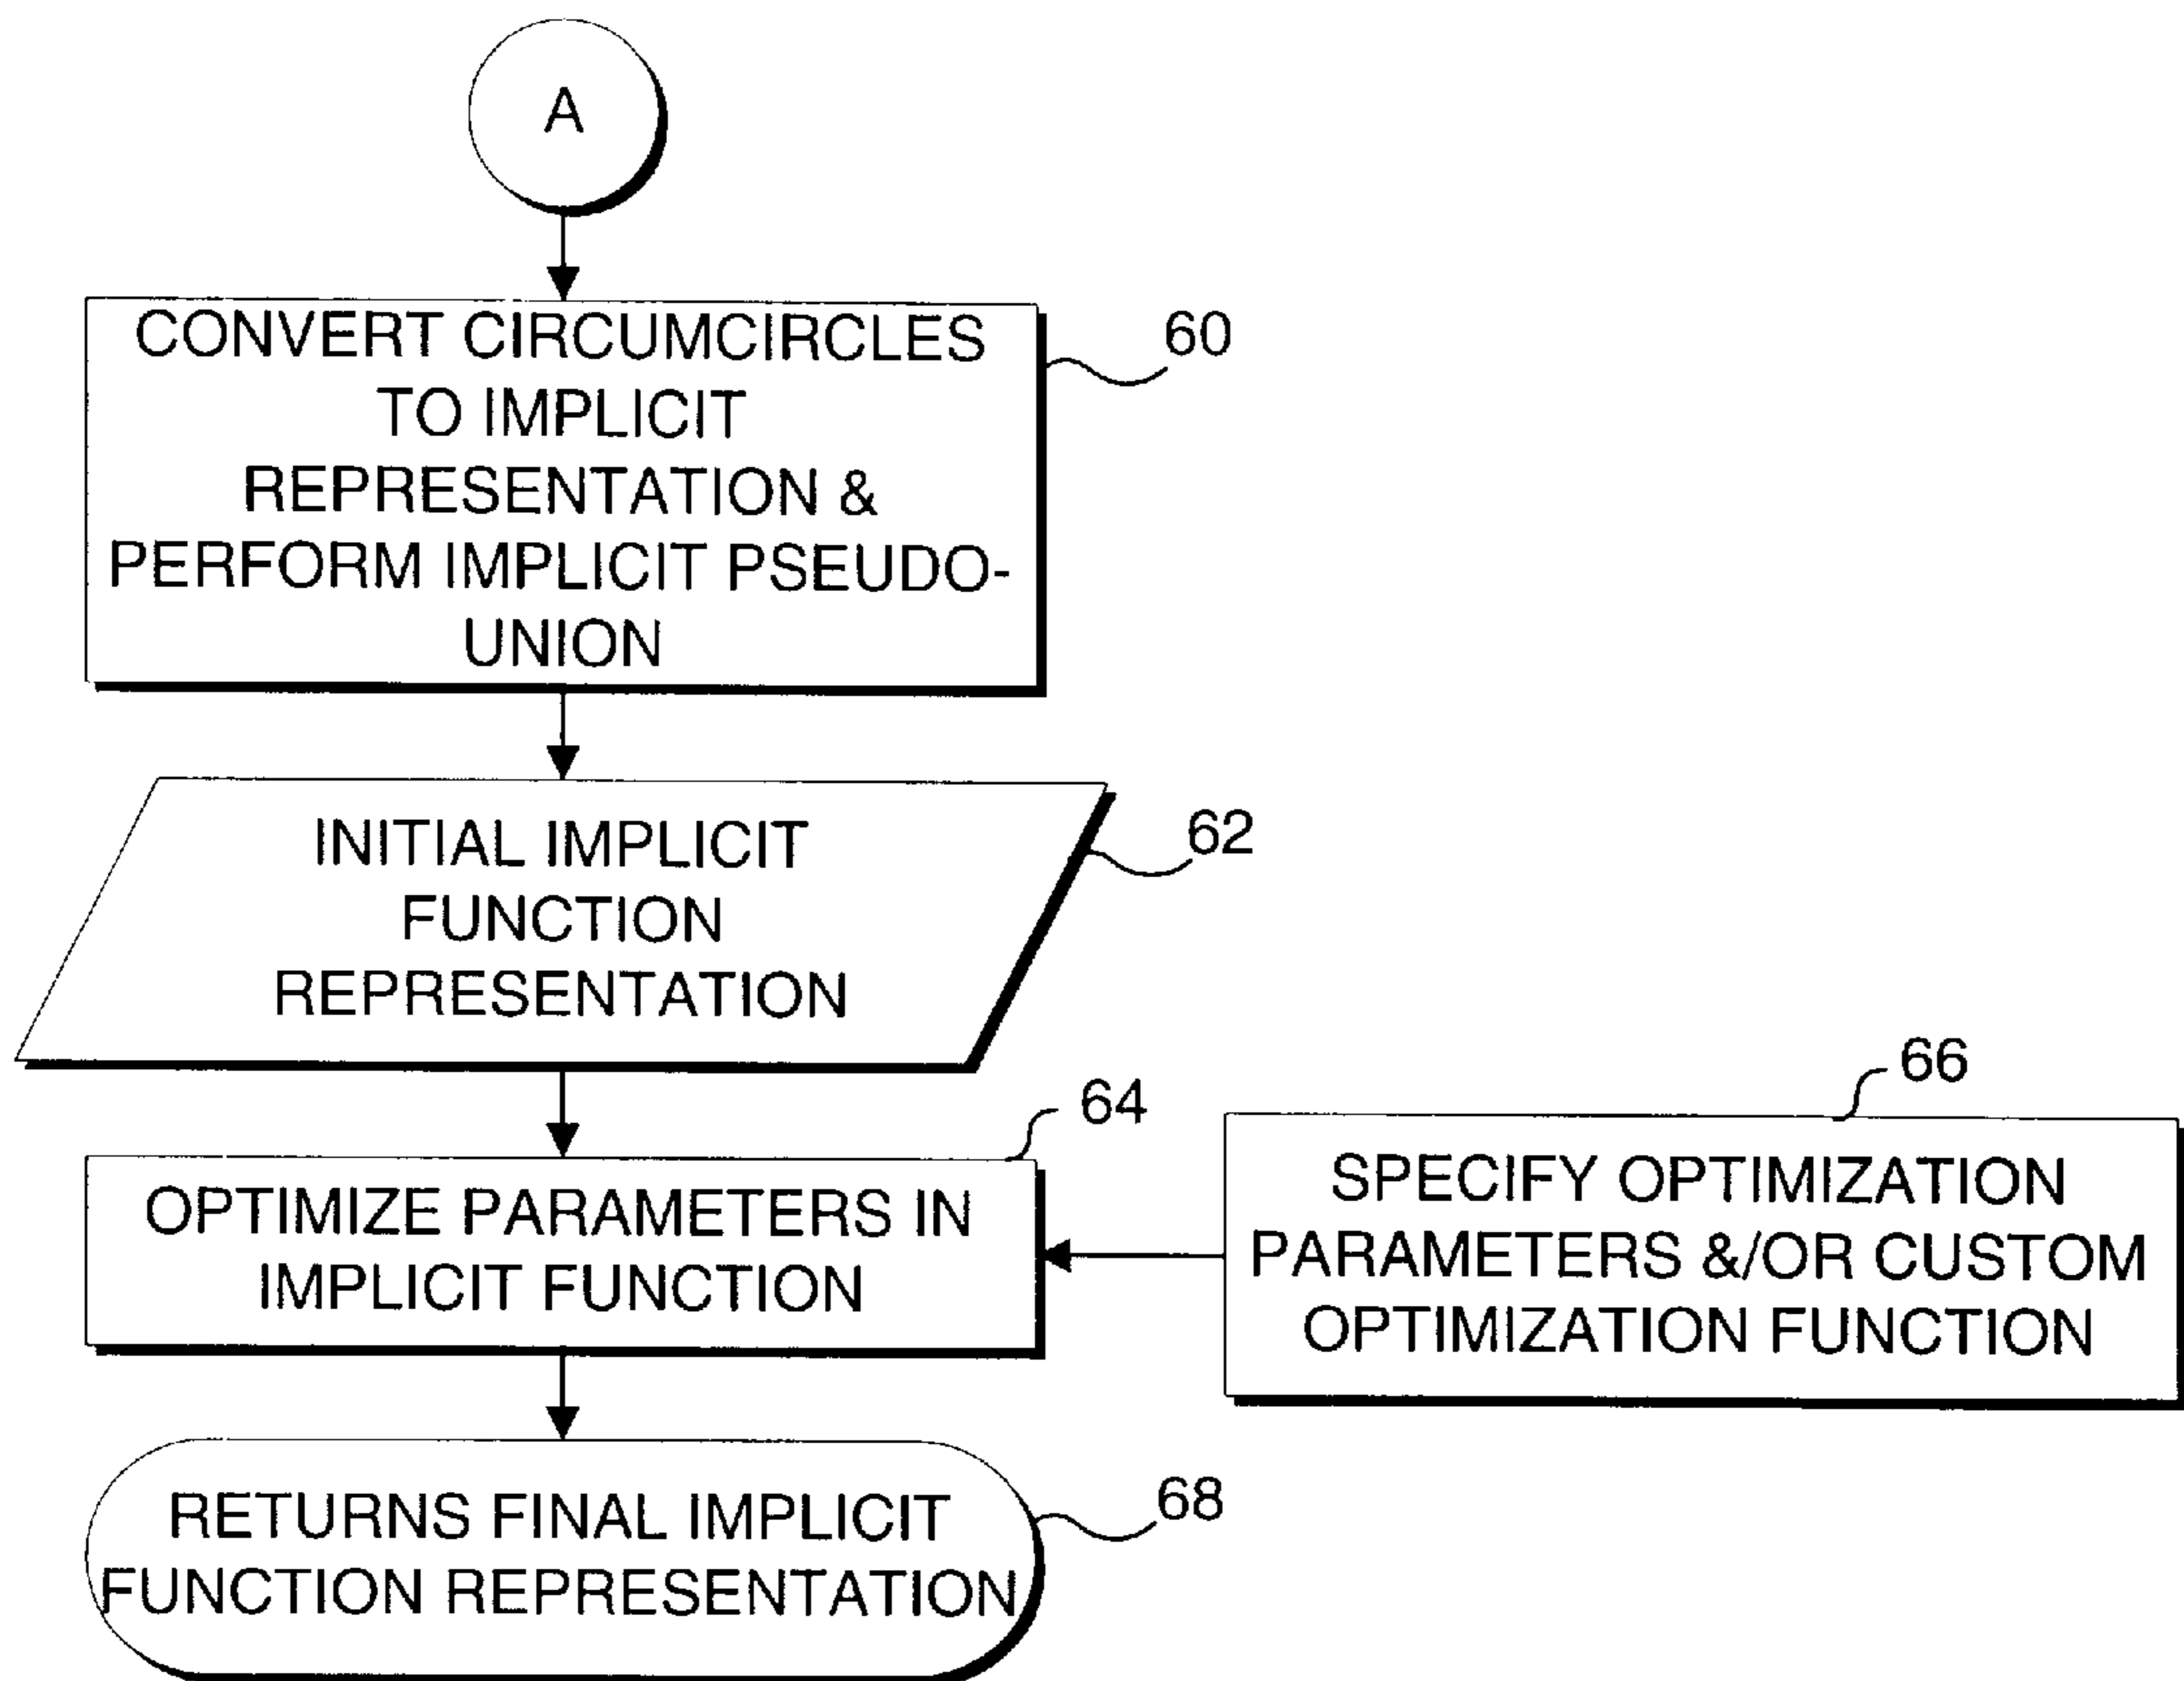 A
CONVERT CIRCUMCIRCLES
TO IMPLICIT
REPRESENTATION &
PERFORM IMPLICIT PSEUDO-
UNION
60
INITIAL IMPLICIT
FUNCTION
REPRESENTATION
62
OPTIMIZE PARAMETERS IN
IMPLICIT FUNCTION
64
SPECIFY OPTIMIZATION
PARAMETERS &/OR CUSTOM
OPTIMIZATION FUNCTION
66
RETURNS FINAL IMPLICIT
FUNCTION REPRESENTATION
68